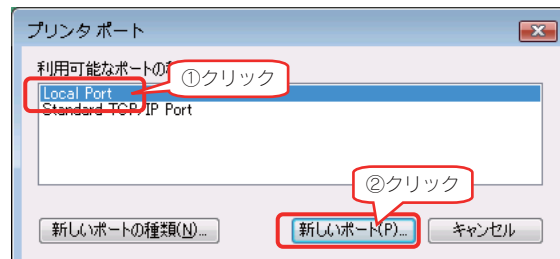 プリンタ ポート
利用可能なポートの
①クリック
Local Port
Standard TCP/IP Port
②クリック
新しいポートの種類(N)...
新しいポート(P)...
キャンセル